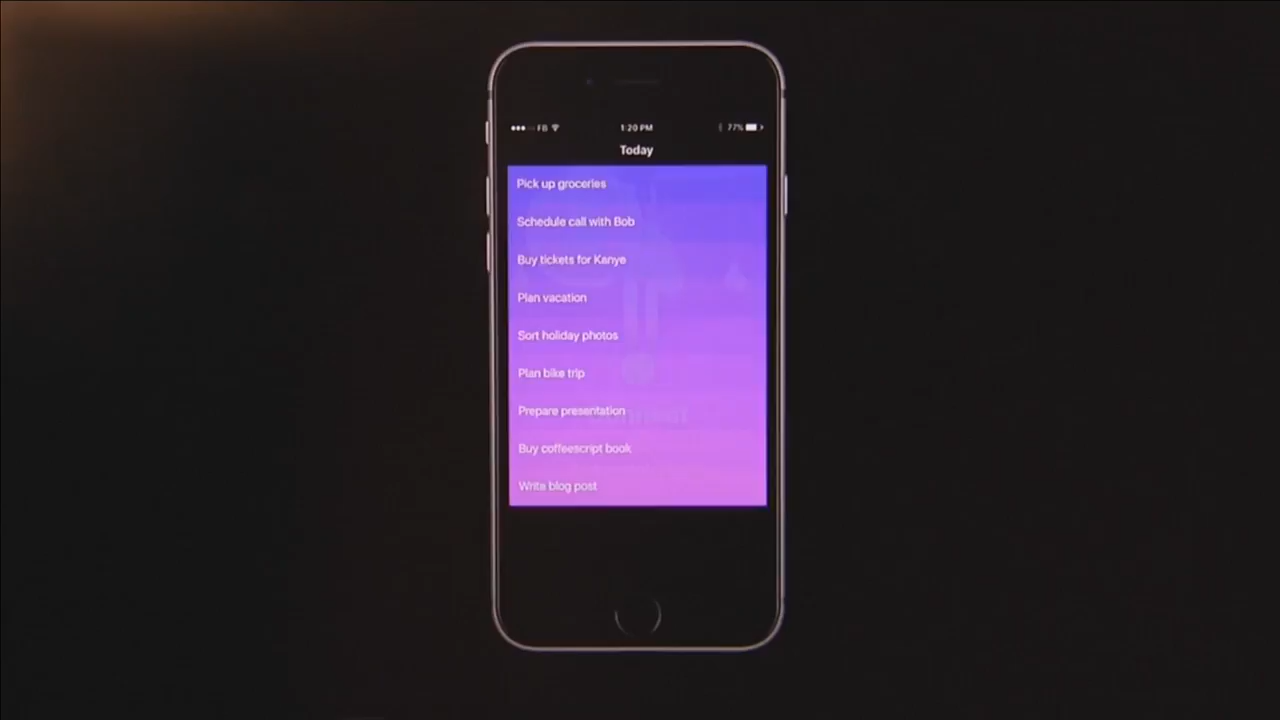 FB
1:20 PM
77%
Today
Pick up groceries
Schedule call with Bob
Buy tickets for Kanye
Plan vacation
Sort holiday photos
Plan bike trip
Prepare presentation
Buy coffeescript book
Write blog post